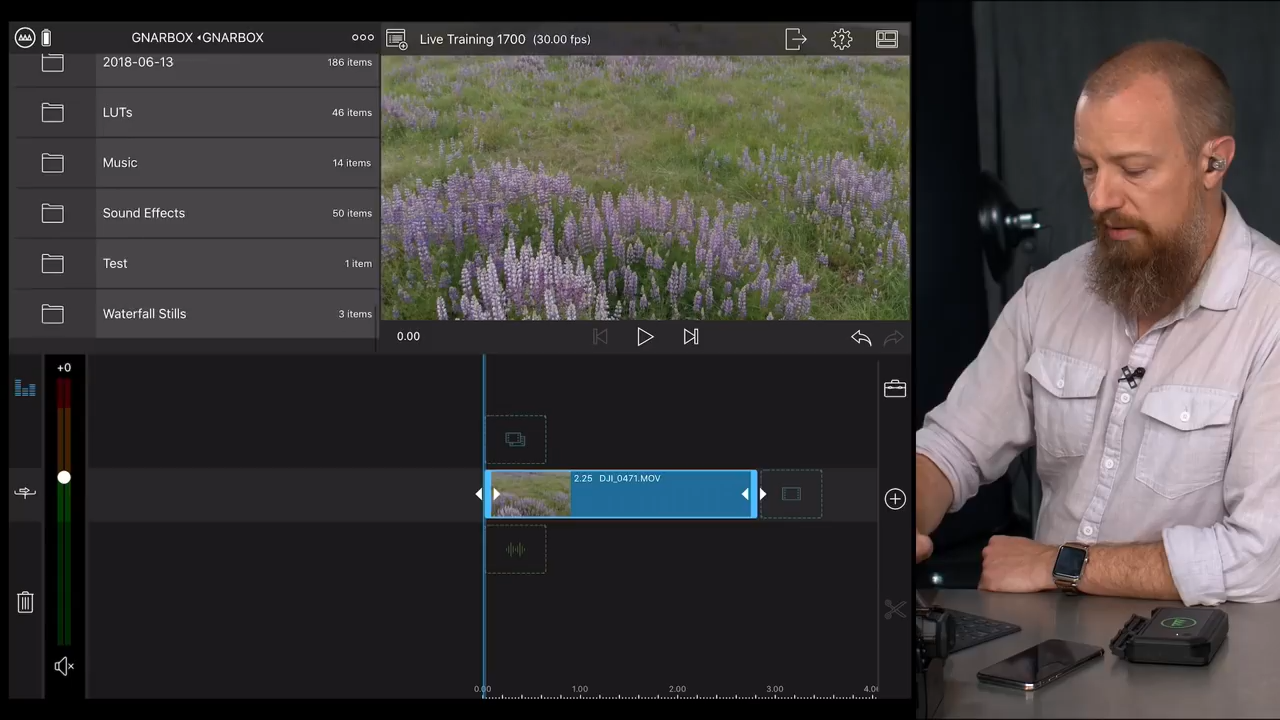 GNARBOX ◂GNARBOX
Live Training 1700 (30.00 fps)
2018-06-13 186 items
LUTs 46 items
Music 14 items
Sound Effects 50 items
Test 1 item
Waterfall Stills 3 items
0.00
+0
2.25 DJI_0471.MOV
0.00 1.00 2.00 3.00 4.0